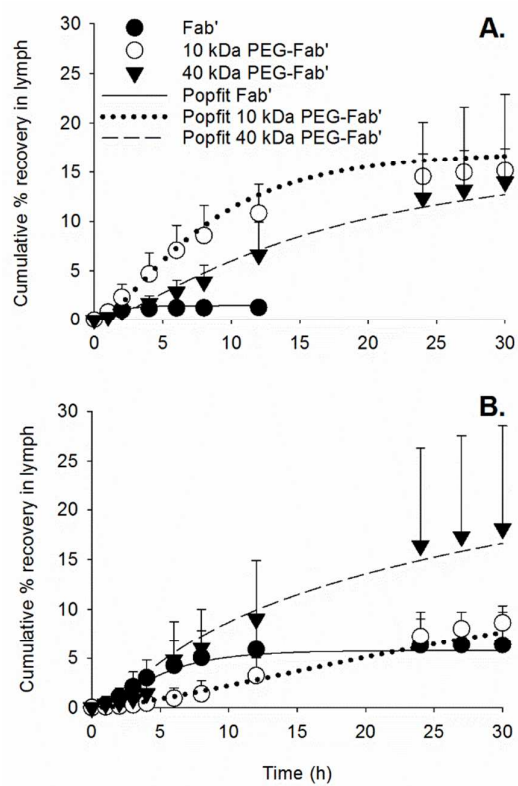 A.
Fab'
10 kDa PEG-Fab'
40 kDa PEG-Fab'
Popfit Fab'
Popfit 10 kDa PEG-Fab'
Popfit 40 kDa PEG-Fab'
Cumulative % recovery in lymph
30
25
20
15
10
5
0
0 5 10 15 20 25 30
B.
Cumulative % recovery in lymph
30
25
20
15
10
5
0
0 5 10 15 20 25 30
Time (h)